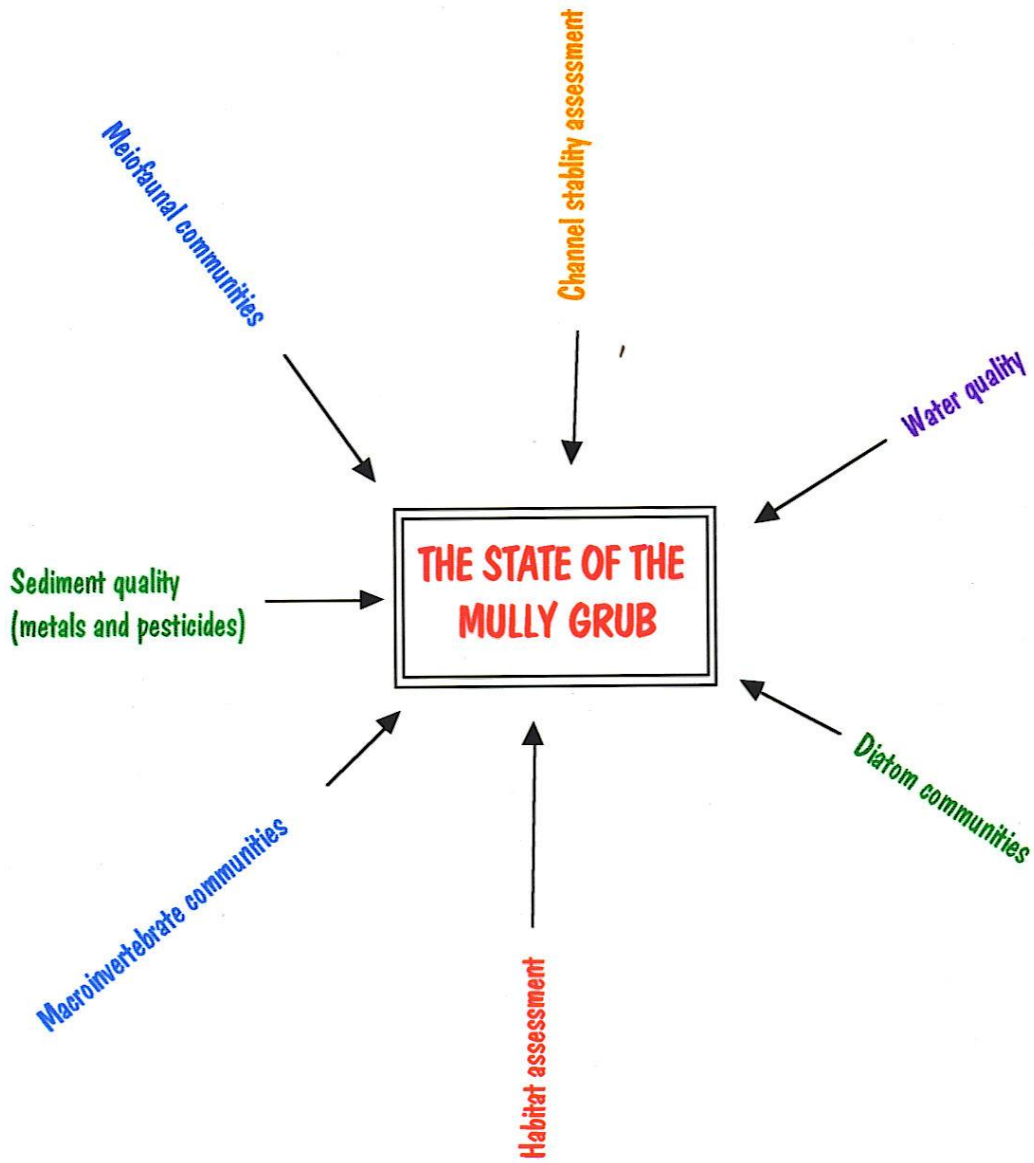 Channel stablity assessment
Meiofaunal communities
Water quality
THE STATE OF THE
MULLY GRUB
Sediment quality
(metals and pesticides)
Diatom communities
Macroinvertebrate communities
Habitat assessment